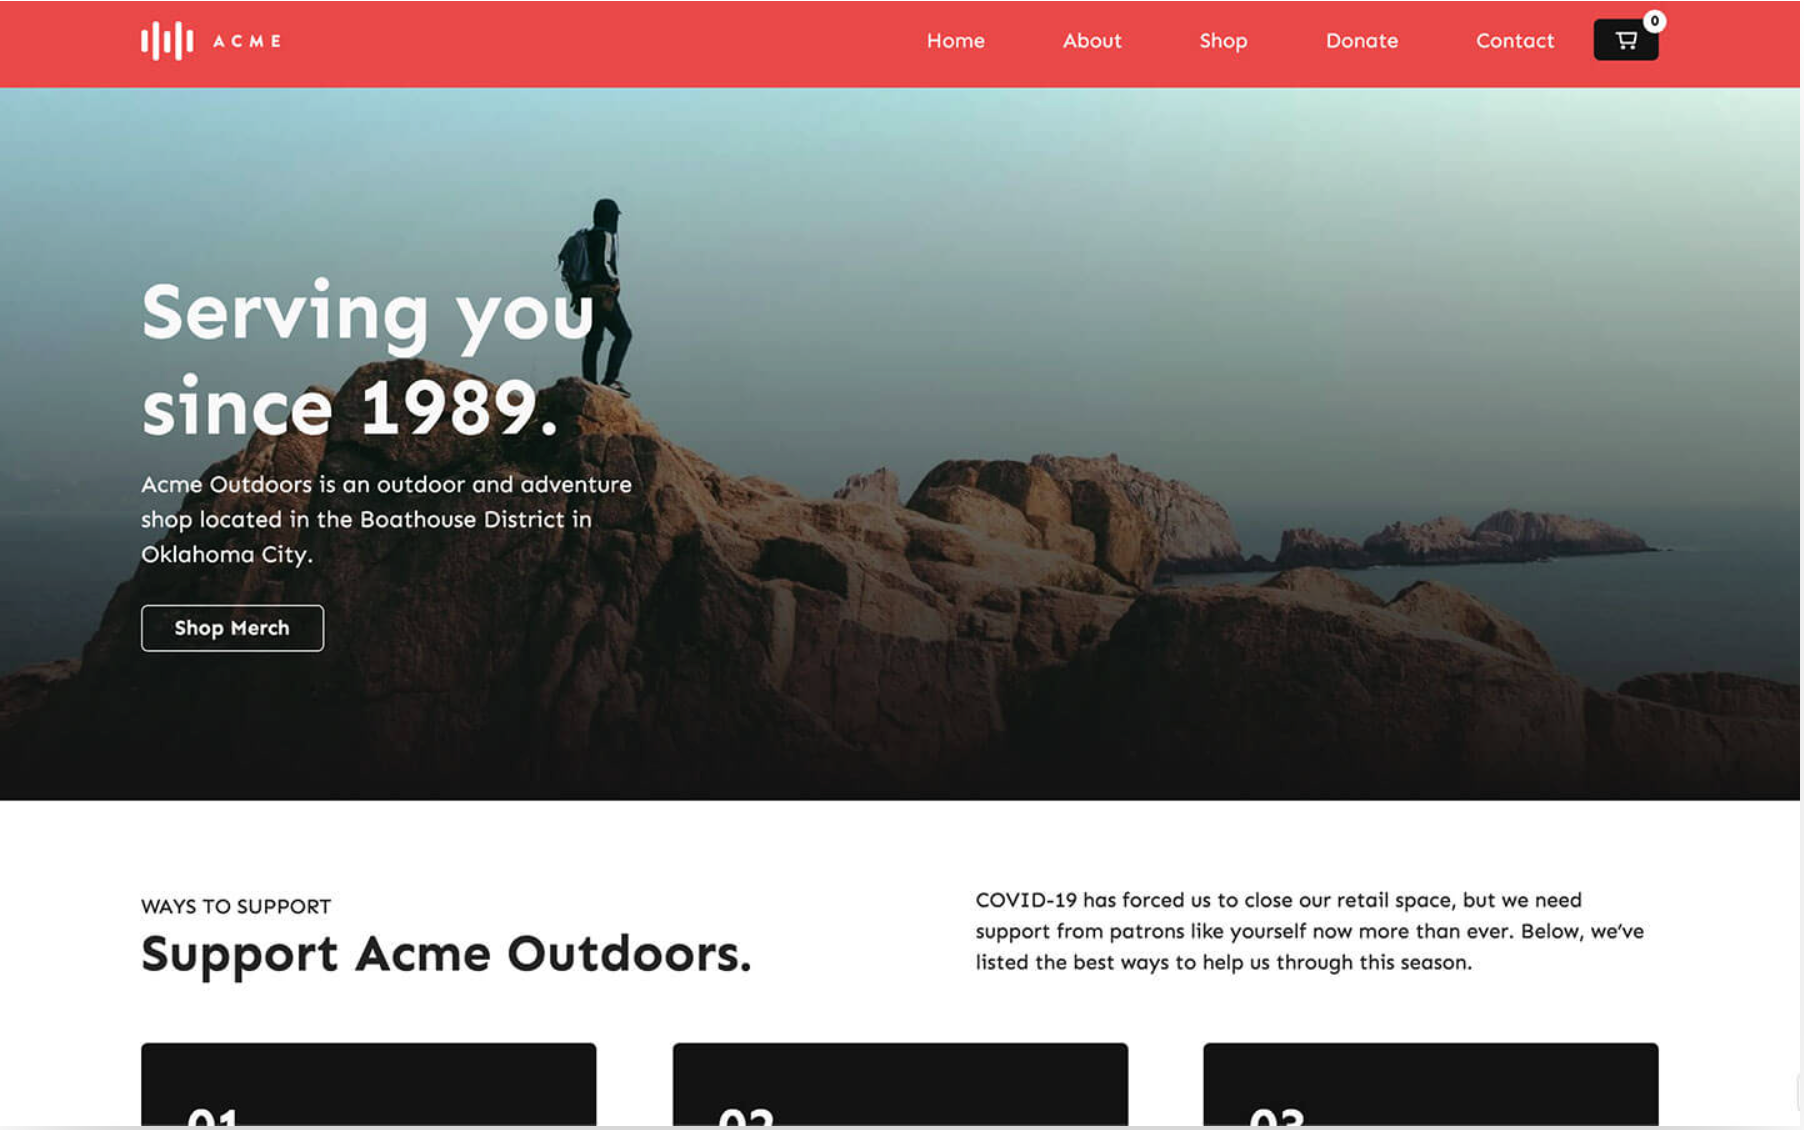 ACME
Home
About
Shop
Donate
Contact
0
Serving you
since 1989.
Acme Outdoors is an outdoor and adventure
shop located in the Boathouse District in
Oklahoma City.
Shop Merch
WAYS TO SUPPORT
Support Acme Outdoors.
COVID-19 has forced us to close our retail space, but we need
support from patrons like yourself now more than ever. Below, we’ve
listed the best ways to help us through this season.
01
02
03